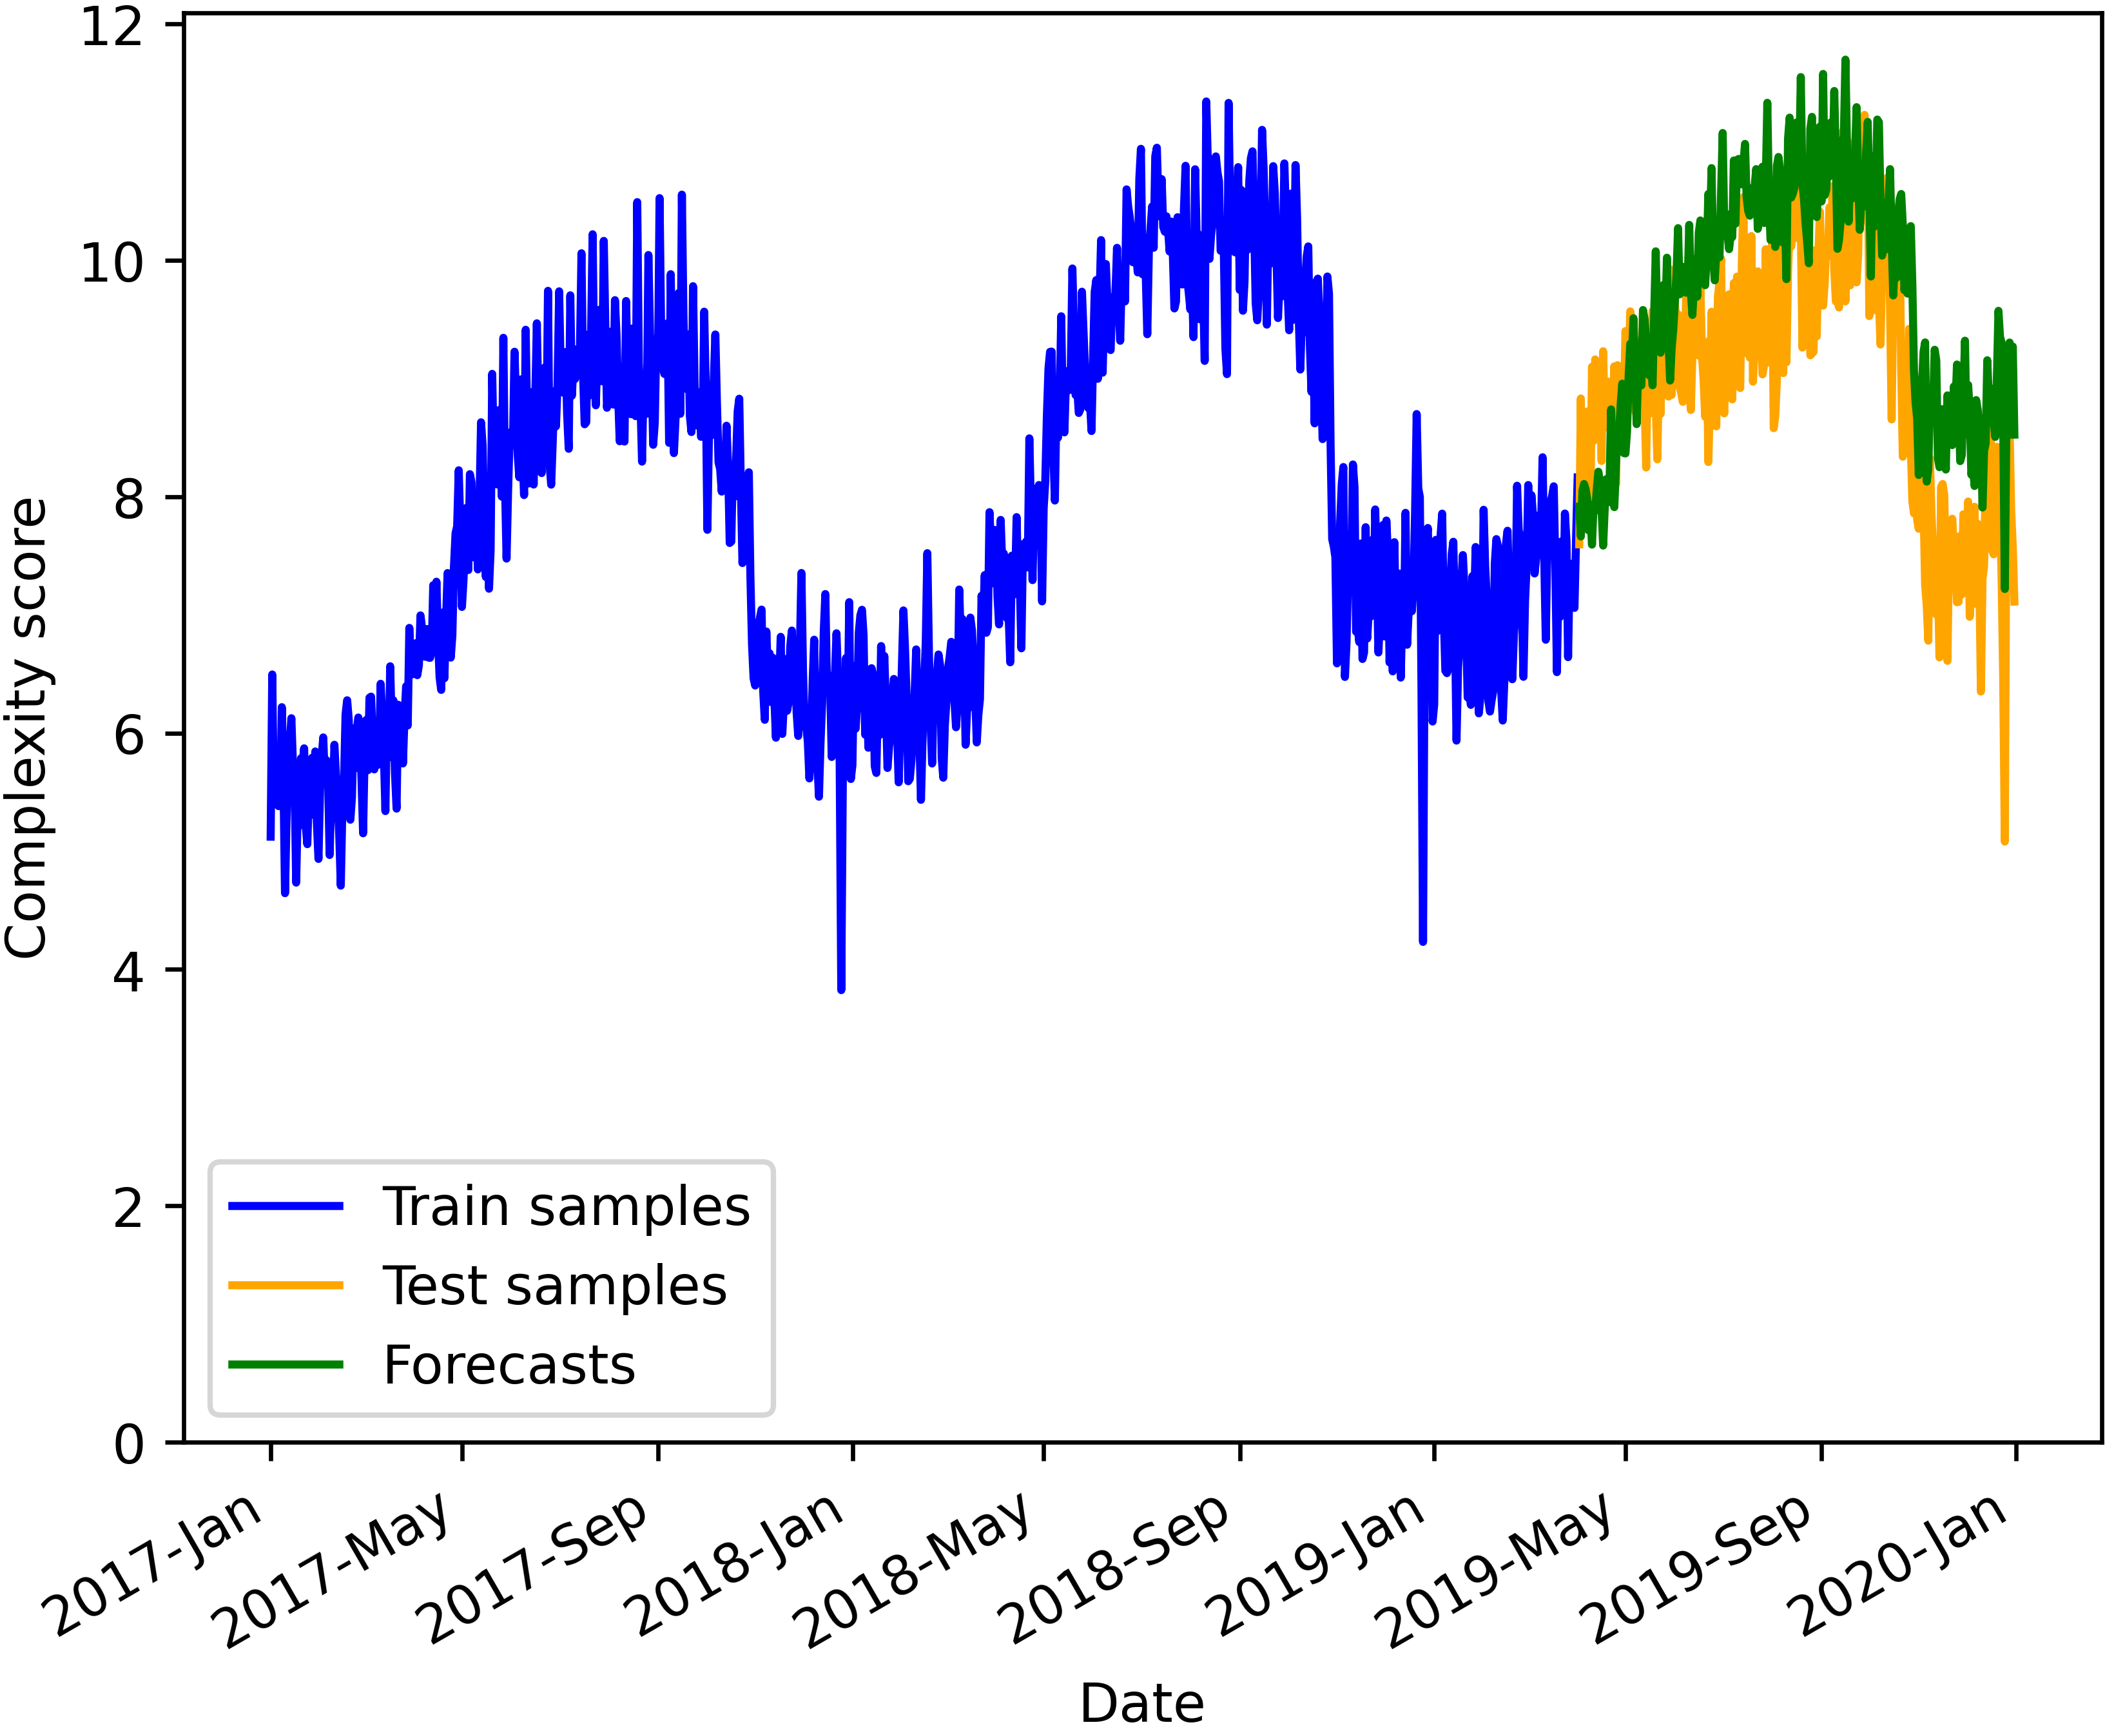 12
10
8
6
4
2
0
Complexity score
Train samples
Test samples
Forecasts
2017-Jan
2017-May
2017-Sep
2018-Jan
2018-May
2018-Sep
2019-Jan
2019-May
2019-Sep
2020-Jan
Date